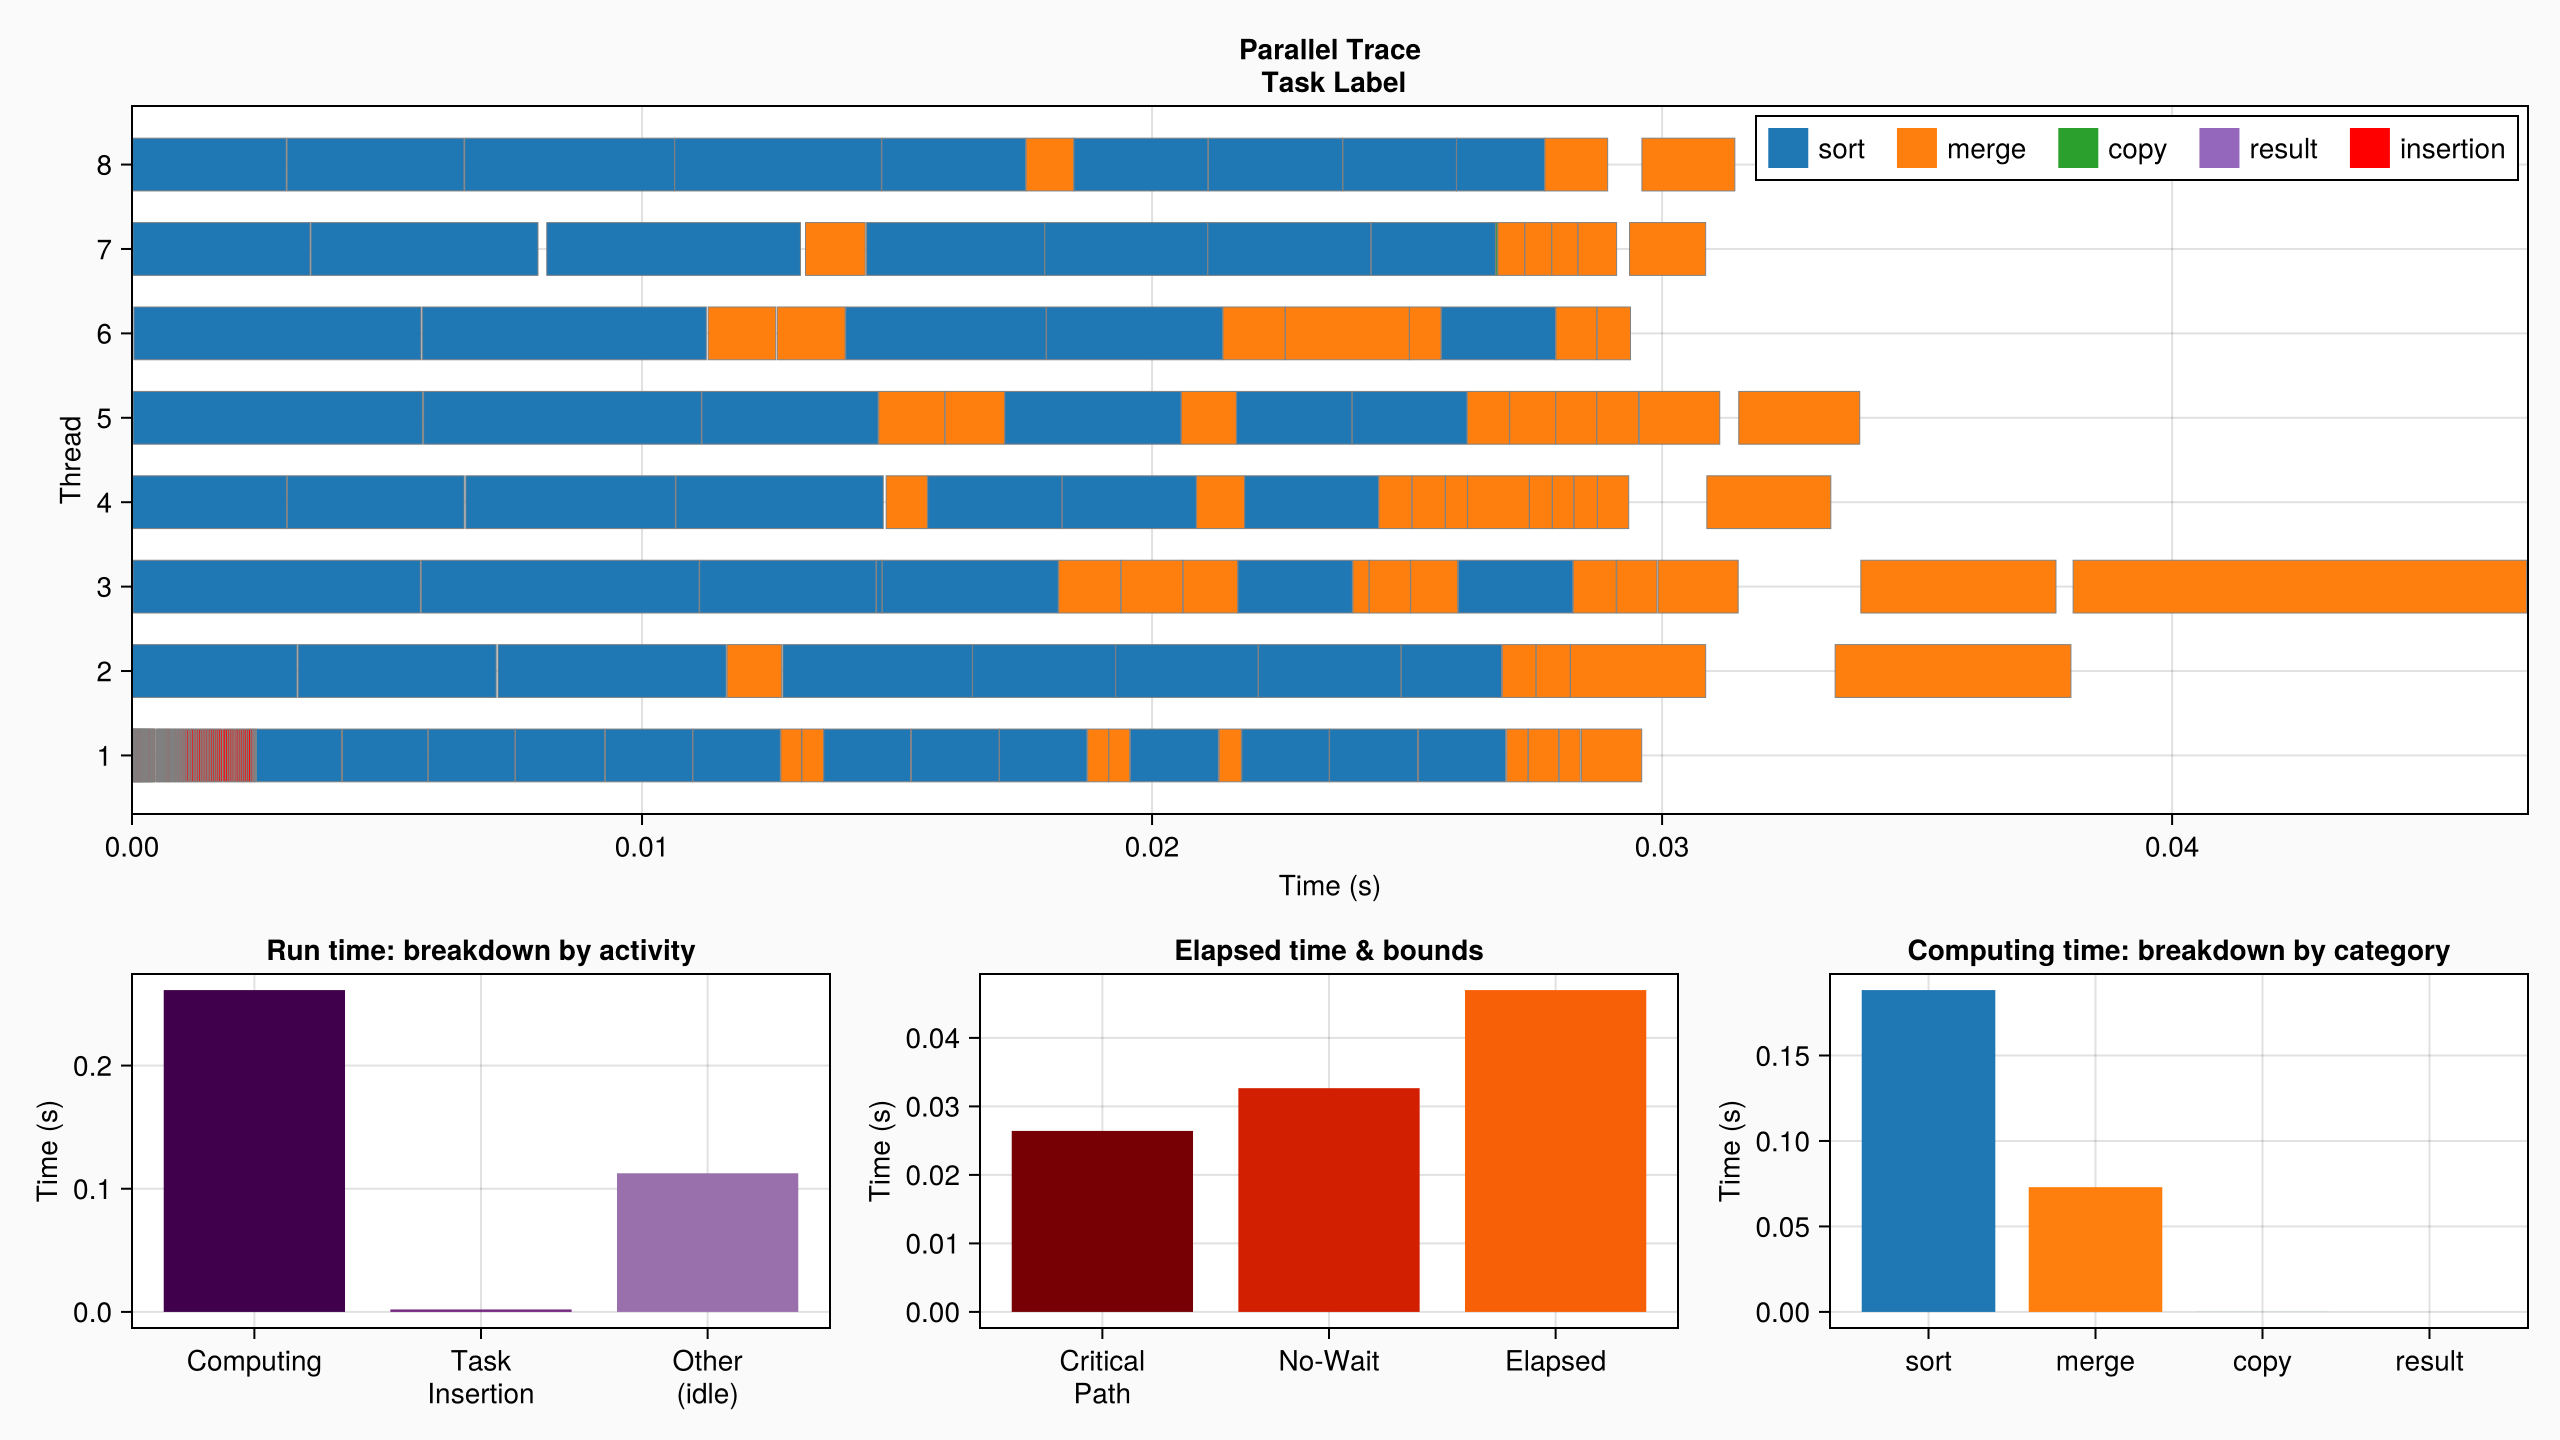 Parallel Trace
Task Label
sort merge copy result insertion
Thread
8
7
6
5
4
3
2
1
0.00 0.01 0.02 0.03 0.04
Time (s)
Run time: breakdown by activity
Time (s)
0.2
0.1
0.0
Computing Task Insertion Other (idle)
Elapsed time & bounds
Time (s)
0.04
0.03
0.02
0.01
0.00
Critical Path No-Wait Elapsed
Computing time: breakdown by category
Time (s)
0.15
0.10
0.05
0.00
sort merge copy result